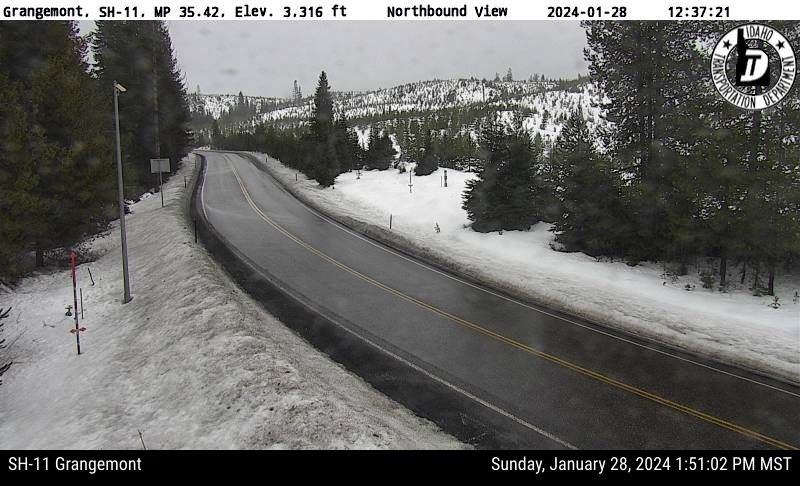 Grangemont, SH-11, MP 35.42, Elev. 3,316 ft Northbound View 2024-01-28 12:37:21
IDAHO
TRANSPORTATION DEPARTMENT
SH-11 Grangemont Sunday, January 28, 2024 1:51:02 PM MST